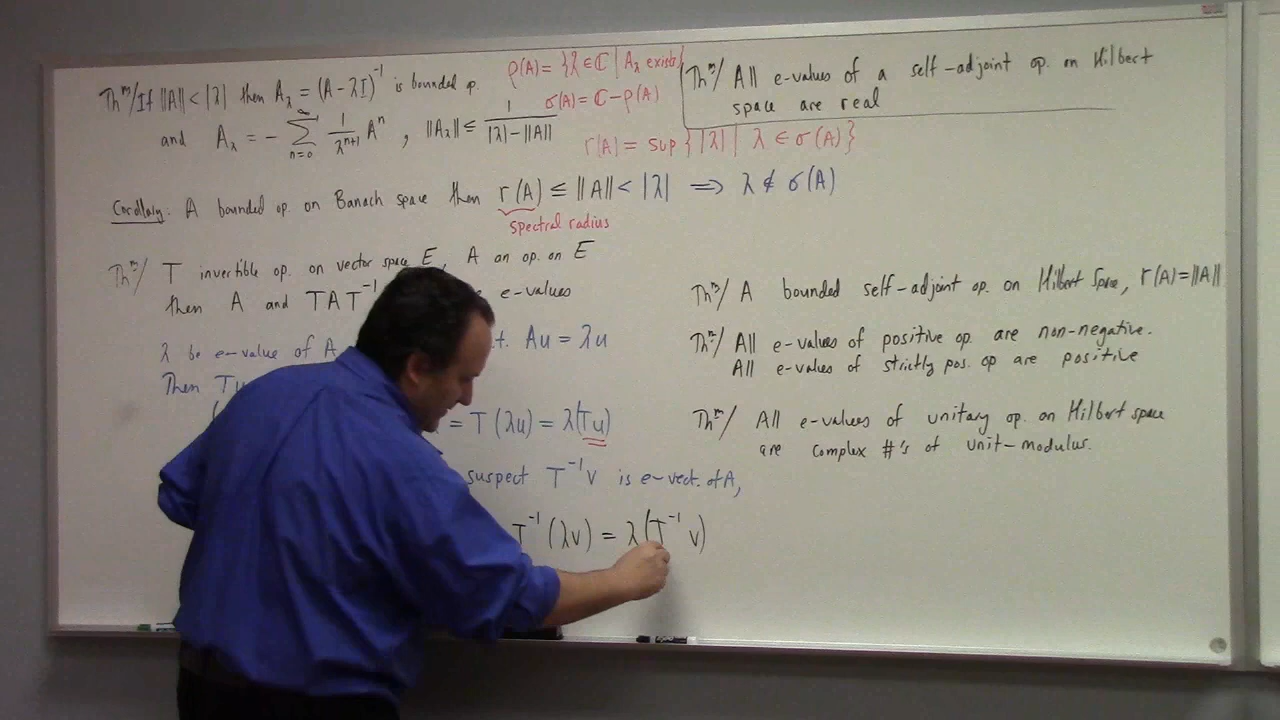 Thᵐ/ If ||A|| < |λ| then A_λ = (A - λI)⁻¹ is bounded op.
and A_λ = - ∑_{n=0}^{∞} 1/λⁿ⁺¹ Aⁿ , ||A_λ|| ≤ 1/(|λ| - ||A||)
ρ(A) = {λ ∈ ℂ | A_λ exists}
σ(A) = ℂ - ρ(A)
r(A) = sup { |λ| | λ ∈ σ(A)}
Thᵐ/ All e-values of a self-adjoint op. on Hilbert
space are real
Corollary: A bounded op. on Banach space then r(A) ≤ ||A|| < |λ| ⟹ λ ∉ σ(A)
spectral radius
Thᵐ/ T invertible op. on vector space E, A an op. on E
then A and TAT⁻¹ e-values
λ be e-value of A .t. Au = λu
Then Tu
= T(λu) = λ(Tu)
suspect T⁻¹v is e-vect. of A,
T⁻¹(λv) = λ(T⁻¹v)
Thᵐ/ A bounded self-adjoint op. on Hilbert Space, r(A) = ||A||
Thᵐ/ All e-values of positive op. are non-negative.
All e-values of strictly pos. op are positive
Thᵐ/ All e-values of unitary op. on Hilbert space
are complex #'s of unit-modulus.